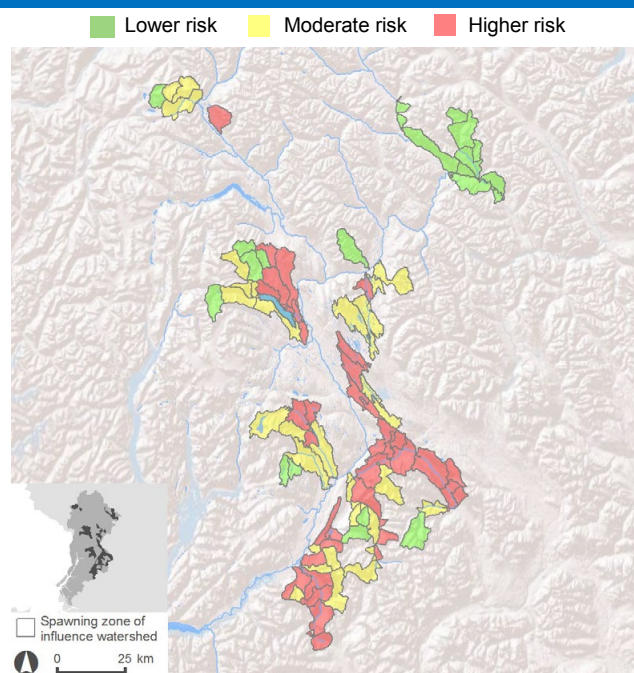 Lower risk Moderate risk Higher risk
Spawning zone of
influence watershed
0 25 km